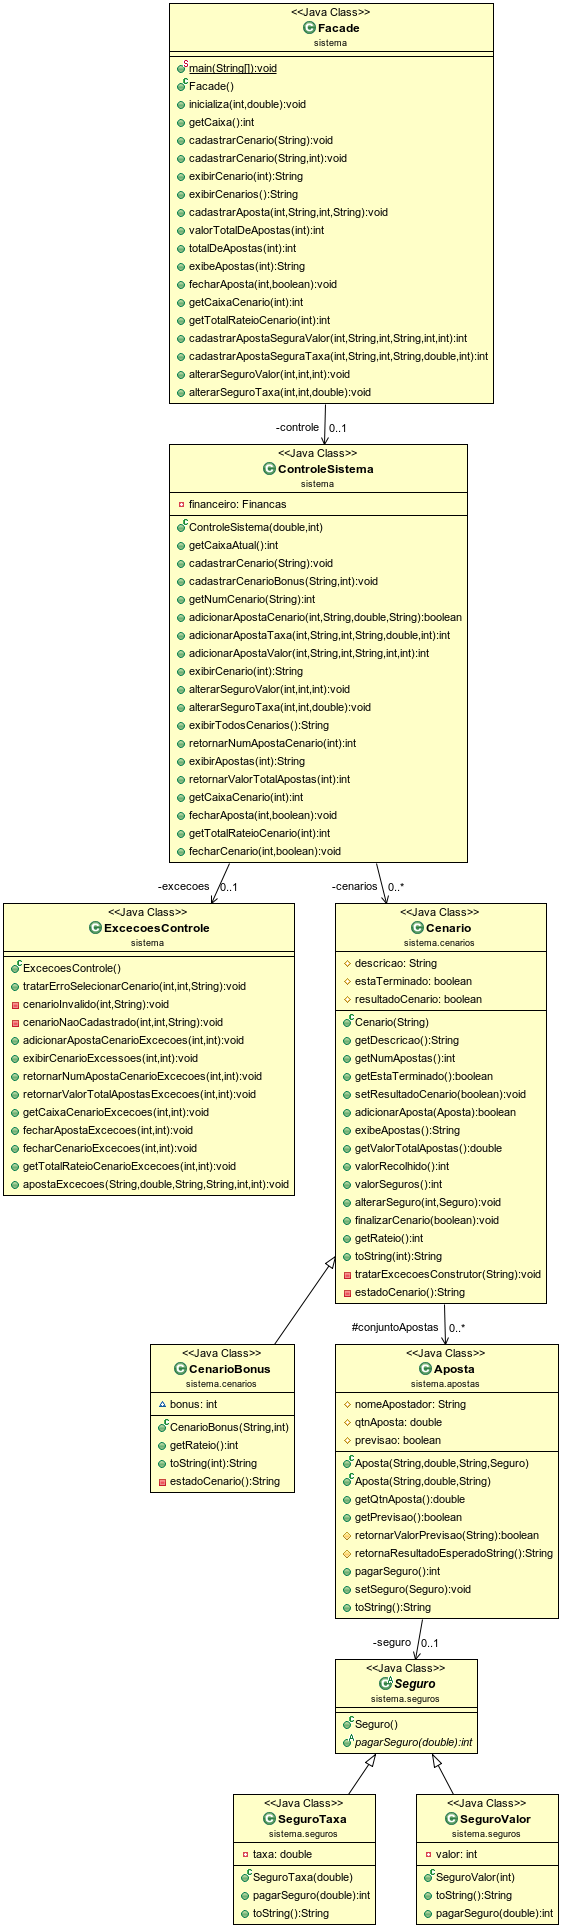 <<Java Class>>
Facade
sistema
main(String[]):void
Facade()
inicializa(int,double):void
getCaixa():int
cadastrarCenario(String):void
cadastrarCenario(String,int):void
exibirCenario(int):String
exibirCenarios():String
cadastrarAposta(int,String,int,String):void
valorTotalDeApostas(int):int
totalDeApostas(int):int
exibeApostas(int):String
fecharAposta(int,boolean):void
getCaixaCenario(int):int
getTotalRateioCenario(int):int
cadastrarApostaSeguraValor(int,String,int,String,int,int):int
cadastrarApostaSeguraTaxa(int,String,int,String,double,int):int
alterarSeguroValor(int,int,int):void
alterarSeguroTaxa(int,int,double):void
-controle 0..1
<<Java Class>>
ControleSistema
sistema
financeiro: Financas
ControleSistema(double,int)
getCaixaAtual():int
cadastrarCenario(String):void
cadastrarCenarioBonus(String,int):void
getNumCenario(String):int
adicionarApostaCenario(int,String,double,String):boolean
adicionarApostaTaxa(int,String,int,String,double,int):int
adicionarApostaValor(int,String,int,String,int,int):int
exibirCenario(int):String
alterarSeguroValor(int,int,int):void
alterarSeguroTaxa(int,int,double):void
exibirTodosCenarios():String
retornarNumApostaCenario(int):int
exibirApostas(int):String
retornarValorTotalApostas(int):int
getCaixaCenario(int):int
fecharAposta(int,boolean):void
getTotalRateioCenario(int):int
fecharCenario(int,boolean):void
-excecoes 0..1
-cenarios 0..*
<<Java Class>>
ExcecoesControle
sistema
ExcecoesControle()
tratarErroSelecionarCenario(int,int,String):void
cenarioInvalido(int,String):void
cenarioNaoCadastrado(int,int,String):void
adicionarApostaCenarioExcecoes(int,int):void
exibirCenarioExcessoes(int,int):void
retornarNumApostaCenarioExcecoes(int,int):void
retornarValorTotalApostasExcecoes(int,int):void
getCaixaCenarioExcecoes(int,int):void
fecharApostaExcecoes(int,int):void
fecharCenarioExcecoes(int,int):void
getTotalRateioCenarioExcecoes(int,int):void
apostaExcecoes(String,double,String,String,int,int):void
<<Java Class>>
Cenario
sistema.cenarios
descricao: String
estaTerminado: boolean
resultadoCenario: boolean
Cenario(String)
getDescricao():String
getNumApostas():int
getEstaTerminado():boolean
setResultadoCenario(boolean):void
adicionarAposta(Aposta):boolean
exibeApostas():String
getValorTotalApostas():double
valorRecolhido():int
valorSeguros():int
alterarSeguro(int,Seguro):void
finalizarCenario(boolean):void
getRateio():int
toString(int):String
tratarExcecoesConstrutor(String):void
estadoCenario():String
#conjuntoApostas 0..*
<<Java Class>>
CenarioBonus
sistema.cenarios
bonus: int
CenarioBonus(String,int)
getRateio():int
toString(int):String
estadoCenario():String
<<Java Class>>
Aposta
sistema.apostas
nomeApostador: String
qtnAposta: double
previsao: boolean
Aposta(String,double,String,Seguro)
Aposta(String,double,String)
getQtnAposta():double
getPrevisao():boolean
retornarValorPrevisao(String):boolean
retornaResultadoEsperadoString():String
pagarSeguro():int
setSeguro(Seguro):void
toString():String
-seguro 0..1
<<Java Class>>
Seguro
sistema.seguros
Seguro()
pagarSeguro(double):int
<<Java Class>>
SeguroTaxa
sistema.seguros
taxa: double
SeguroTaxa(double)
pagarSeguro(double):int
toString():String
<<Java Class>>
SeguroValor
sistema.seguros
valor: int
SeguroValor(int)
toString():String
pagarSeguro(double):int